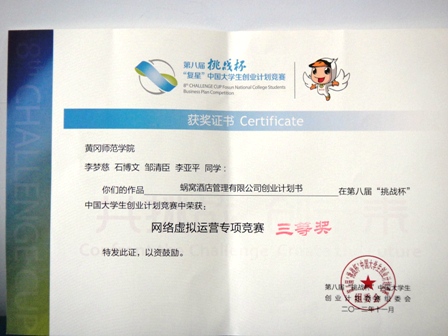 8TH CHALLENGE CUP
第八届 挑战杯
“复星”中国大学生创业计划竞赛
8TH CHALLENGE CUP Fosun National College Students
Business Plan Competition
获奖证书 Certificate
黄冈师范学院
李梦慈 石博文 邹清臣 李亚平 同学：
你们的作品 蜗窝酒店管理有限公司创业计划书 在第八届“挑战杯”
中国大学生创业计划竞赛中荣获：
网络虚拟运营专项竞赛 三等奖
特发此证，以资鼓励。
第八届“挑战杯”中国大学生
创业计划竞赛组委会
组委会
二〇一二年十一月